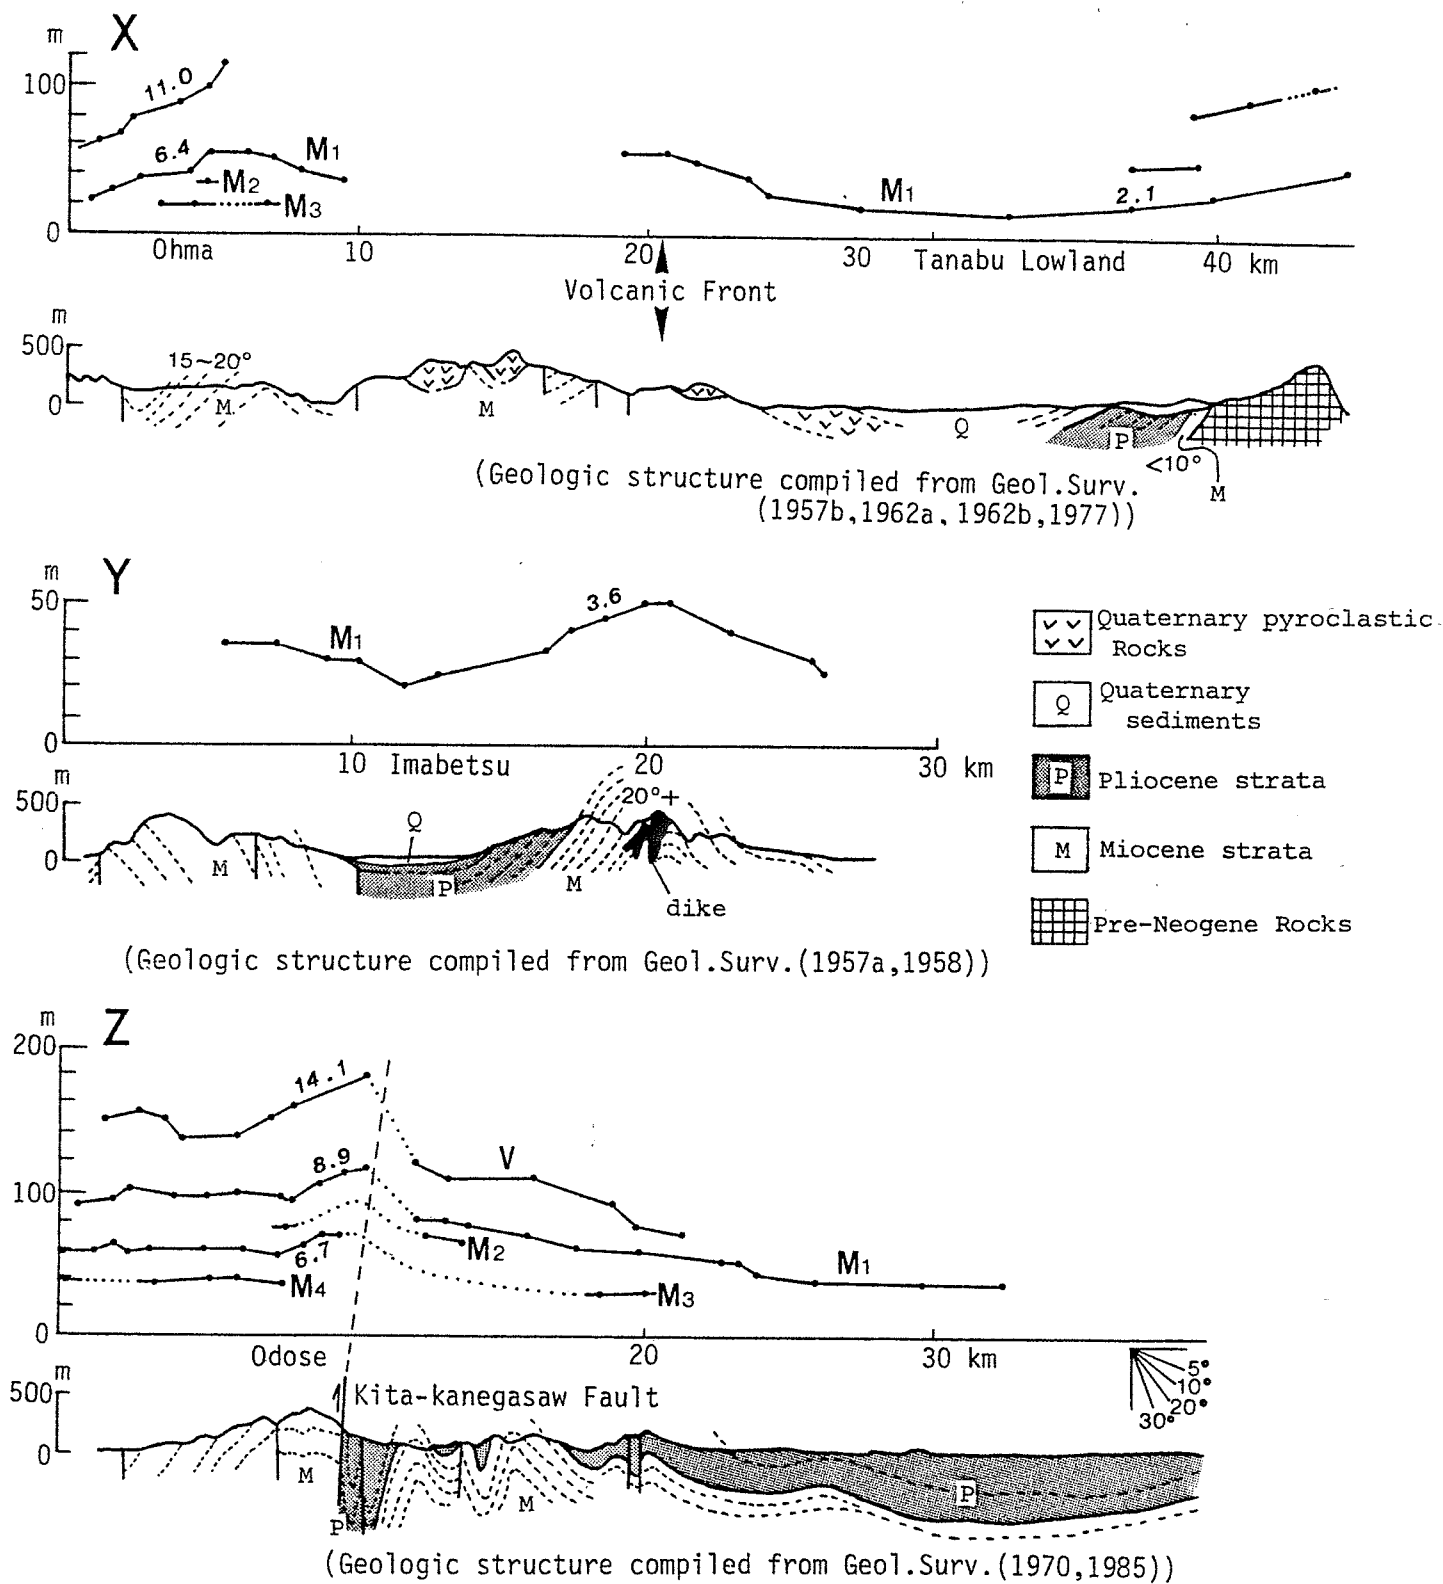 X
m
100
0
11.0
6.4
M1
M2
M3
M1
2.1
Ohma
10
20
30
Tanabu Lowland
40 km
Volcanic Front
m
500
0
15~20°
M
M
Q
P
<10°
M
(Geologic structure compiled from Geol.Surv.
(1957b,1962a,1962b,1977))
Y
m
50
0
M1
3.6
10
Imabetsu
20
30 km
m
500
0
M
Q
P
M
20°+
dike
(Geologic structure compiled from Geol.Surv.(1957a,1958))
Quaternary pyroclastic
Rocks
Q
Quaternary
sediments
P
Pliocene strata
M
Miocene strata
Pre-Neogene Rocks
Z
m
200
100
0
14.1
8.9
6.7
V
M2
M1
M4
M3
Odose
20
30 km
m
500
0
Kita-kanegasaw Fault
5°
10°
20°
30°
M
P
M
P
(Geologic structure compiled from Geol.Surv.(1970,1985))